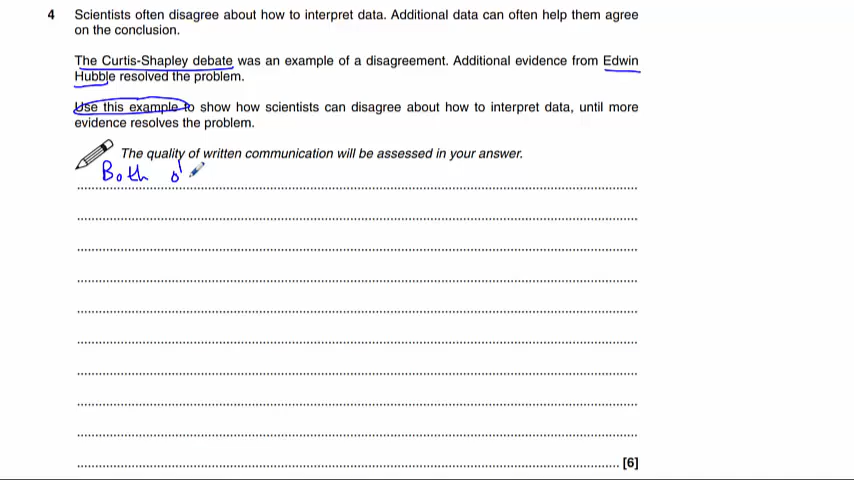 4 Scientists often disagree about how to interpret data. Additional data can often help them agree
on the conclusion.
The Curtis-Shapley debate was an example of a disagreement. Additional evidence from Edwin
Hubble resolved the problem.
Use this example to show how scientists can disagree about how to interpret data, until more
evidence resolves the problem.
The quality of written communication will be assessed in your answer.
Both
[6]